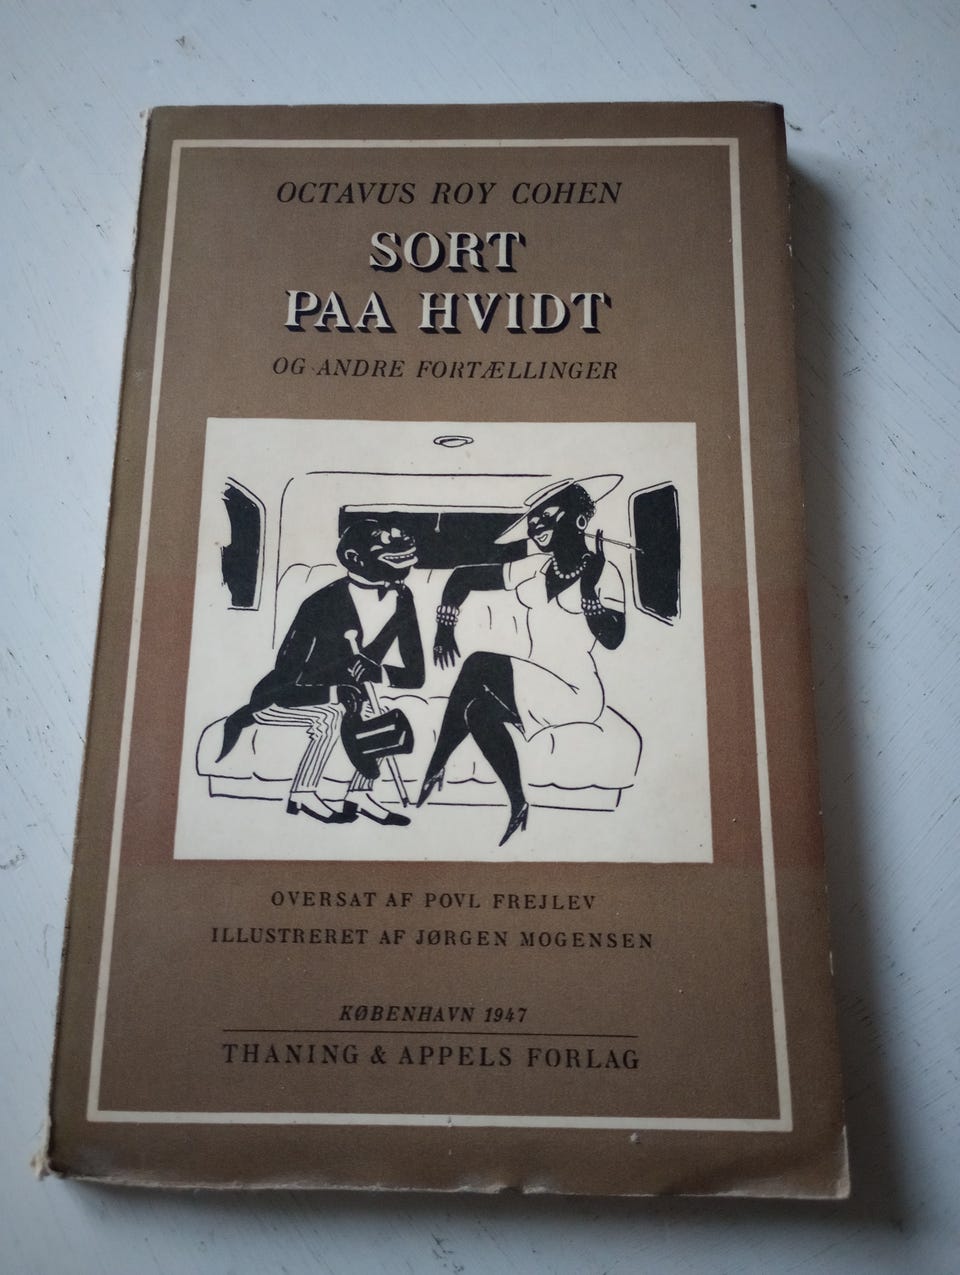 OCTAVUS ROY COHEN
SORT
PAA HVIDT
OG ANDRE FORTÆLLINGER
OVERSAT AF POVL FREJLEV
ILLUSTRERET AF JØRGEN MOGENSEN
KØBENHAVN 1947
THANING & APPELS FORLAG